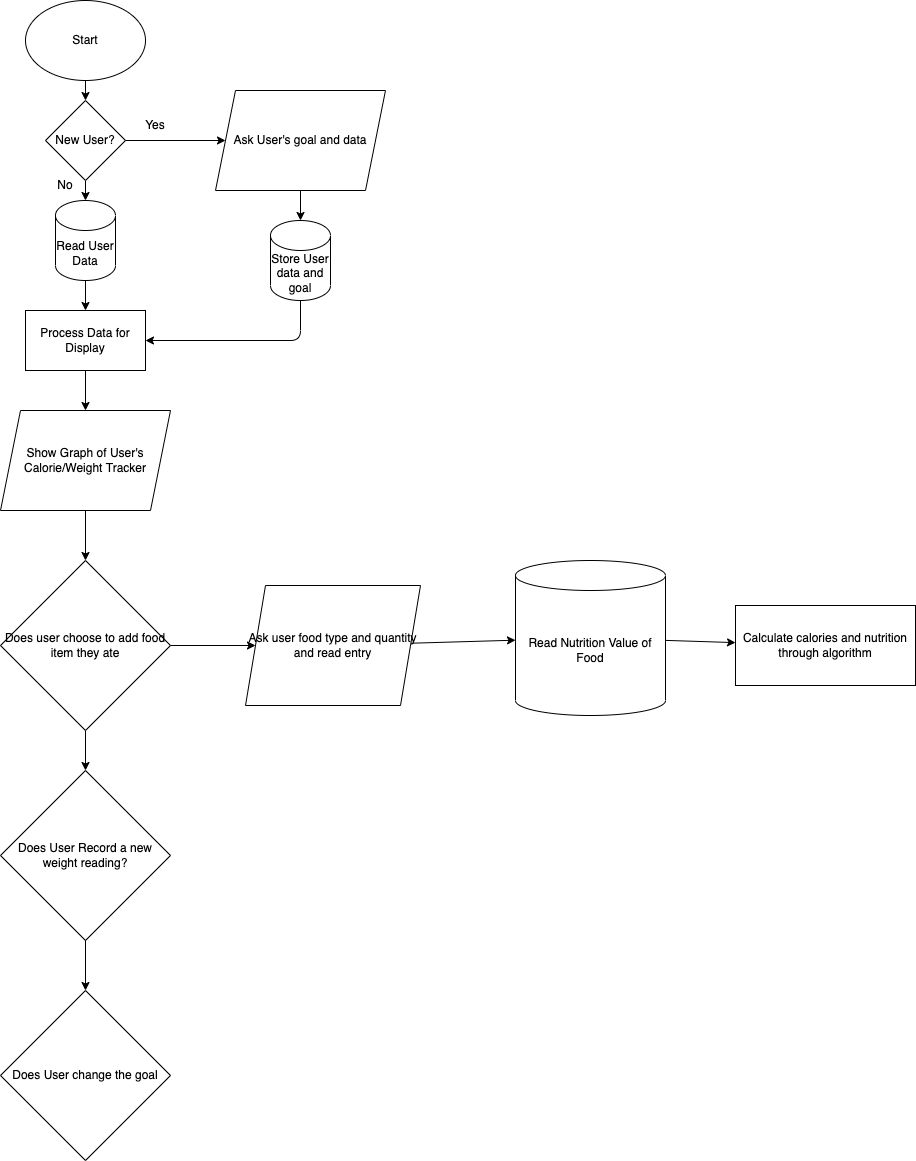 Start
New User?
Yes
Ask User's goal and data
No
Read User
Data
Store User
data and
goal
Process Data for
Display
Show Graph of User's
Calorie/Weight Tracker
Does user choose to add food
item they ate
Ask user food type and quantity
and read entry
Read Nutrition Value of
Food
Calculate calories and nutrition
through algorithm
Does User Record a new
weight reading?
Does User change the goal